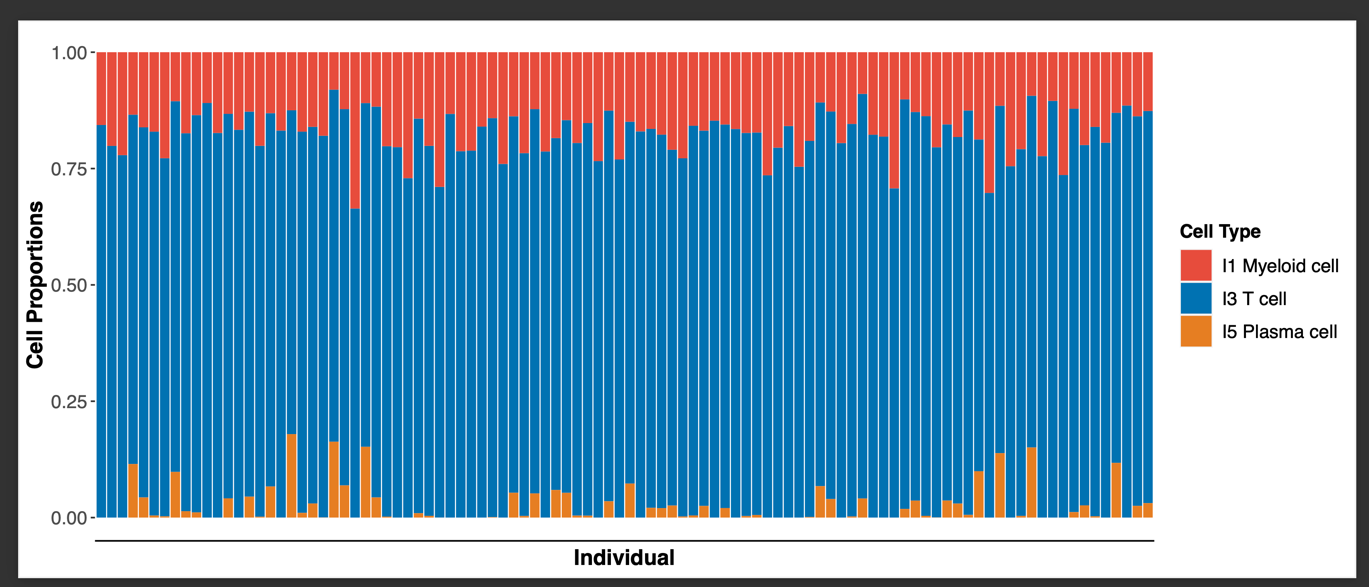 1.00
0.75
0.50
0.25
0.00
Cell Proportions
Individual
Cell Type
I1 Myeloid cell
I3 T cell
I5 Plasma cell